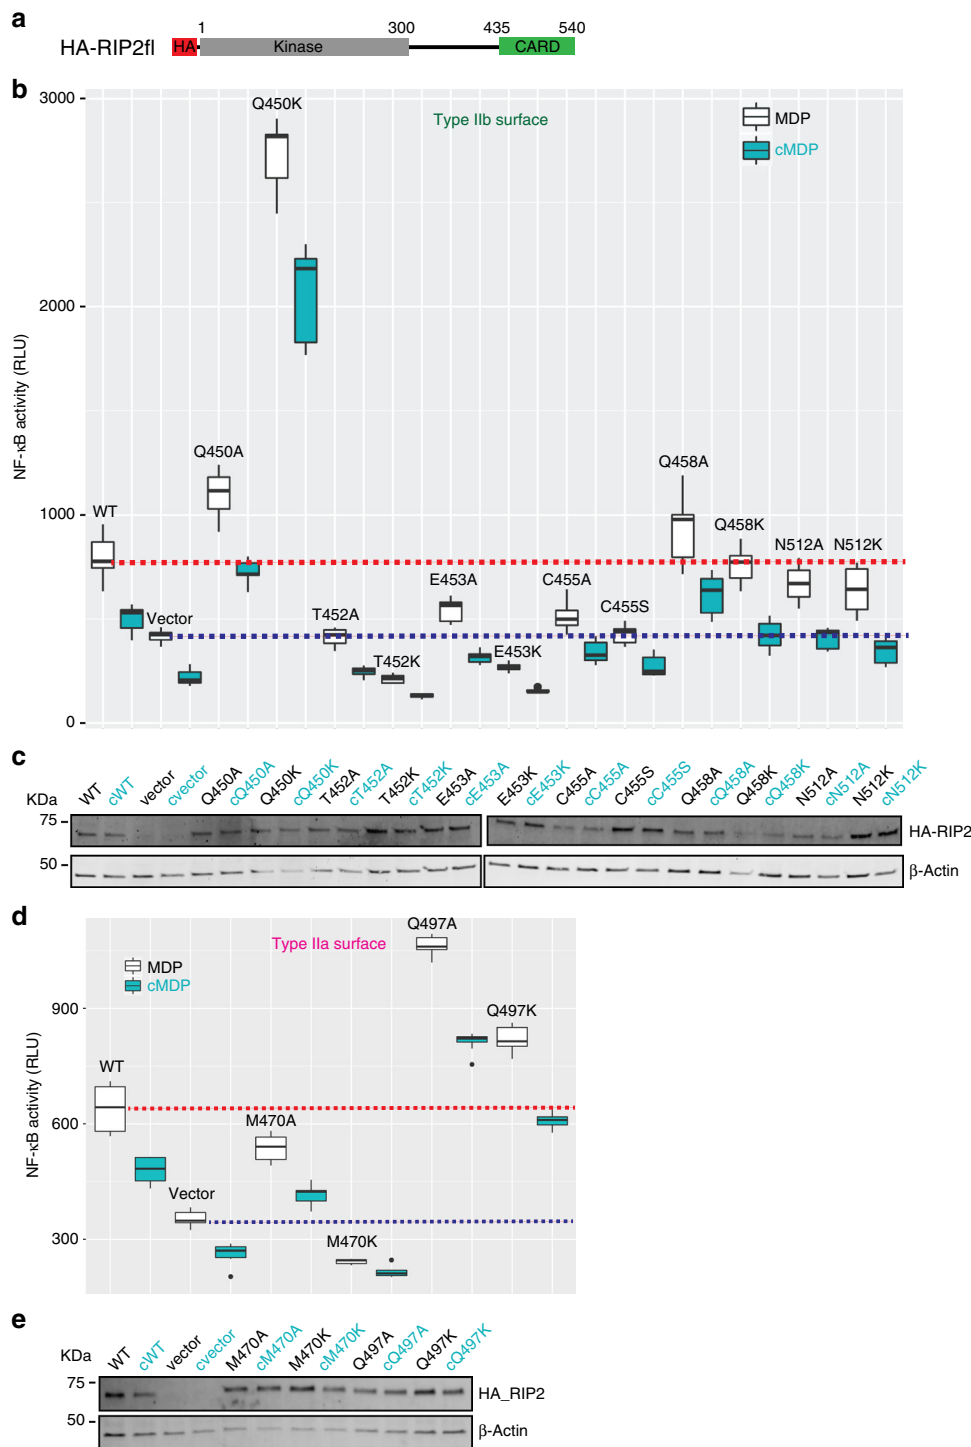 a
1 300 435 540
HA-RIP2fl HA Kinase CARD
b
3000
2000
1000
0
NF-κB activity (RLU)
Type IIb surface
MDP
cMDP
Q450K
Q450A
WT
Vector
T452A
T452K
E453A
E453K
C455A
C455S
Q458A
Q458K
N512A
N512K
c
WT cWT vector cvector Q450A cQ450A Q450K cQ450K T452A cT452A T452K cT452K E453A cE453A E453K cE453K C455A cC455A C455S cC455S Q458A cQ458A Q458K cQ458K N512A cN512A N512K cN512K
KDa
75
HA-RIP2
50
β-Actin
d
Type IIa surface
MDP
cMDP
900
600
300
NF-κB activity (RLU)
WT
Vector
M470A
M470K
Q497A
Q497K
e
WT cWT vector cvector M470A cM470A M470K cM470K Q497A cQ497A Q497K cQ497K
KDa
75
HA_RIP2
50
β-Actin